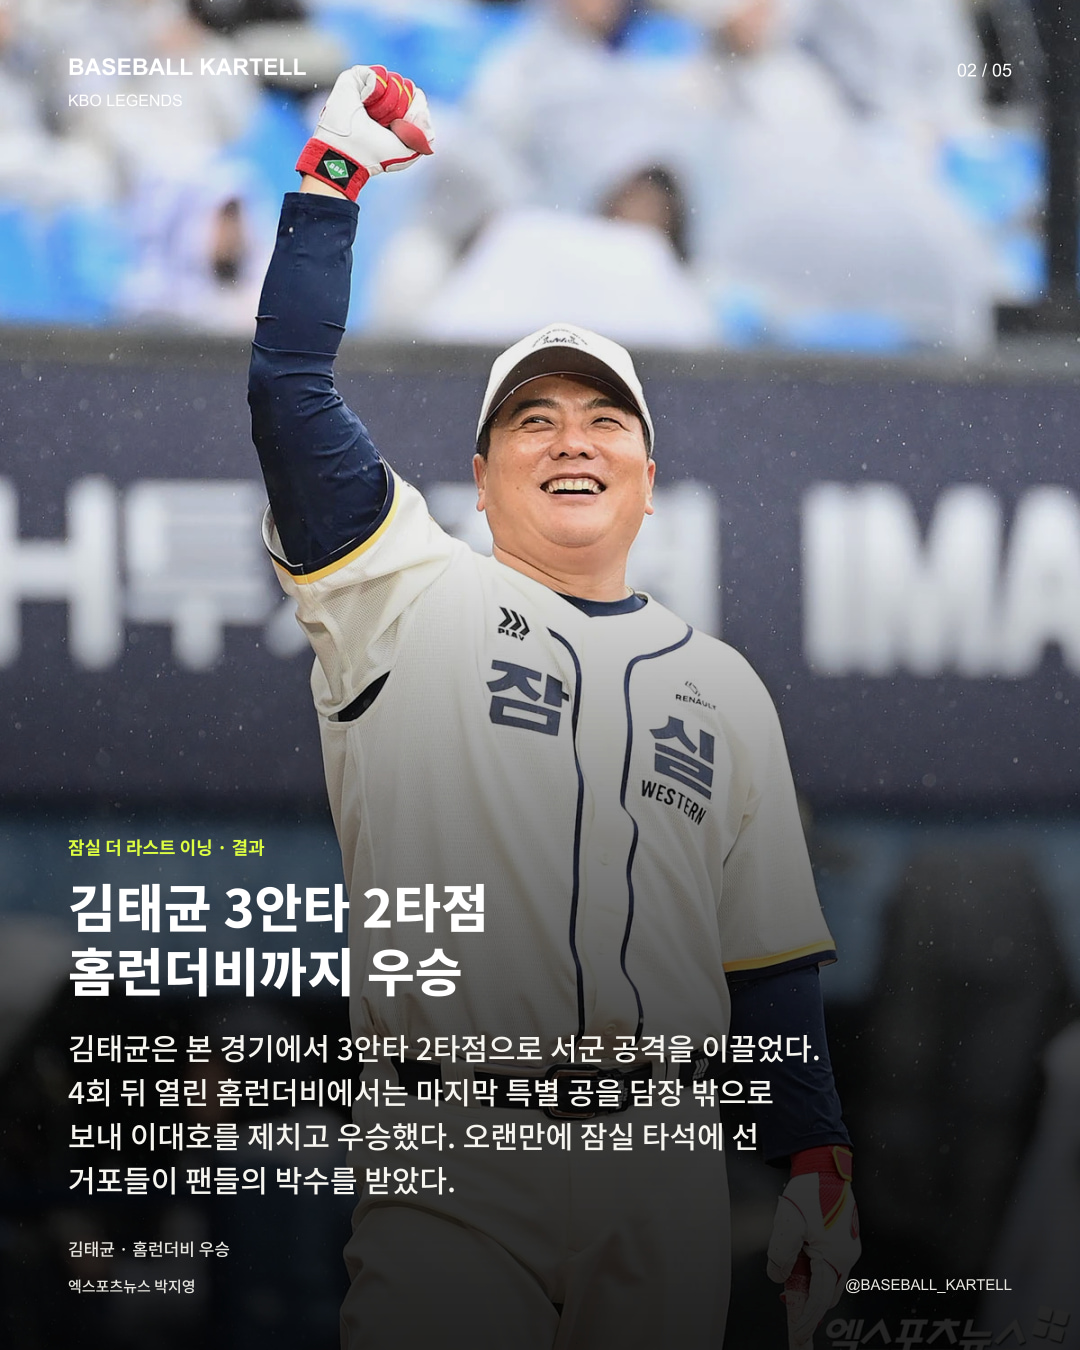 BASEBALL KARTELL
KBO LEGENDS
02 / 05
PLAY
잠
RENAULT
실
WESTERN
IMA
잠실 더 라스트 이닝 · 결과
김태균 3안타 2타점
홈런더비까지 우승
김태균은 본 경기에서 3안타 2타점으로 서군 공격을 이끌었다.
4회 뒤 열린 홈런더비에서는 마지막 특별 공을 담장 밖으로
보내 이대호를 제치고 우승했다. 오랜만에 잠실 타석에 선
거포들이 팬들의 박수를 받았다.
김태균 · 홈런더비 우승
엑스포츠뉴스 박지영
@BASEBALL_KARTELL
엑스포츠뉴스